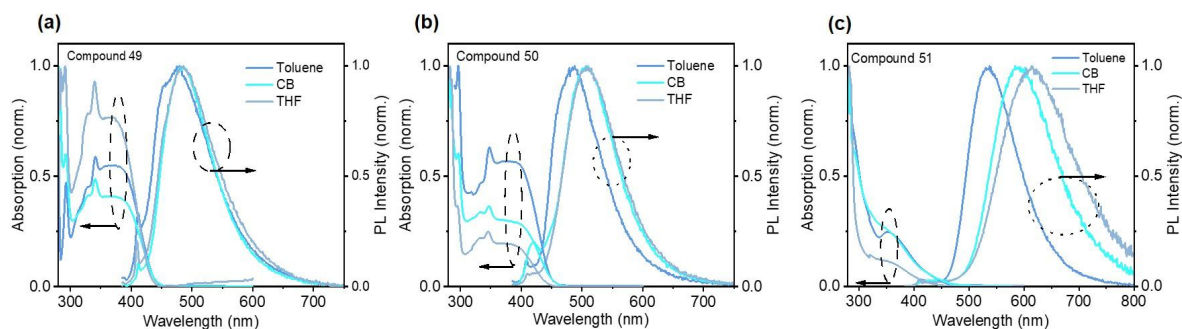 (a)
Compound 49
Toluene
CB
THF
1.0
0.5
0.0
Absorption (norm.)
300
400
500
600
700
Wavelength (nm)
1.0
0.5
0.0
PL Intensity (norm.)
(b)
Compound 50
Toluene
CB
THF
1.0
0.5
0.0
Absorption (norm.)
300
400
500
600
700
Wavelength (nm)
1.0
0.5
0.0
PL Intensity (norm.)
(c)
Compound 51
Toluene
CB
THF
1.0
0.5
0.0
Absorption (norm.)
300
400
500
600
700
800
Wavelength (nm)
1.0
0.5
0.0
PL Intensity (norm.)